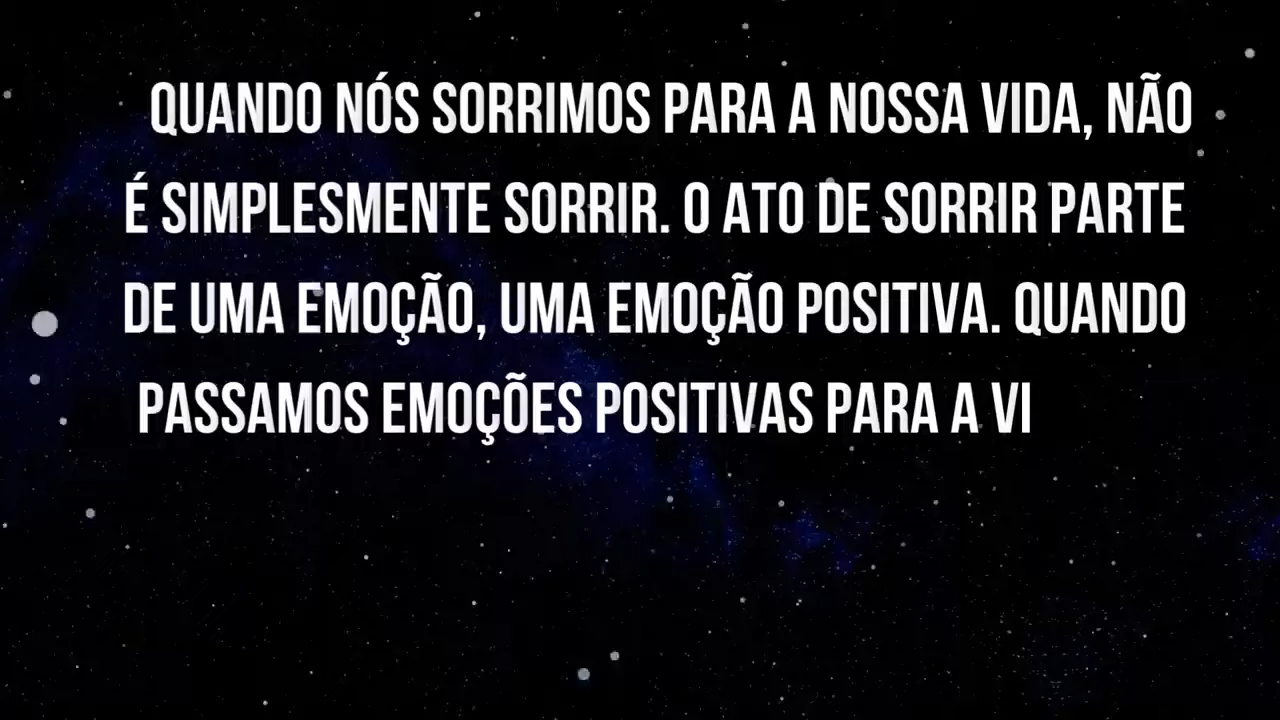 QUANDO NÓS SORRIMOS PARA A NOSSA VIDA, NÃO
É SIMPLESMENTE SORRIR. O ATO DE SORRIR PARTE
DE UMA EMOÇÃO, UMA EMOÇÃO POSITIVA. QUANDO
PASSAMOS EMOÇÕES POSITIVAS PARA A VI